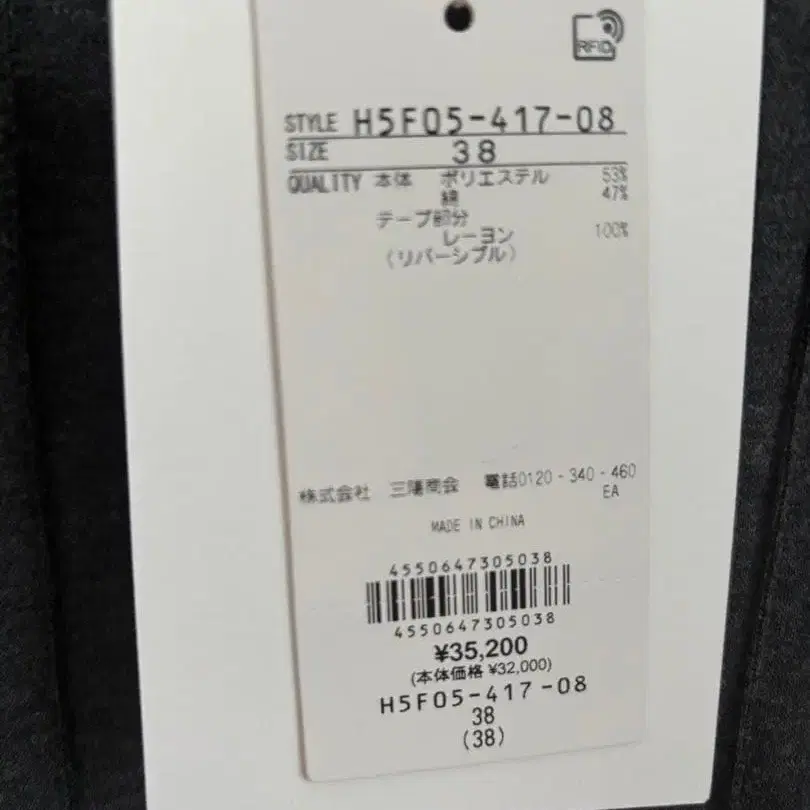 RFID
STYLE H5F05-417-08
SIZE 38
QUALITY 本体 ポリエステル 53%
綿 47%
テープ部分
レーヨン 100%
(リバーシブル)
株式会社 三陽商会 電話0120-340-460
EA
MADE IN CHINA
4550647305038
4550647305038
¥35,200
(本体価格 ¥32,000)
H5F05-417-08
38
(38)